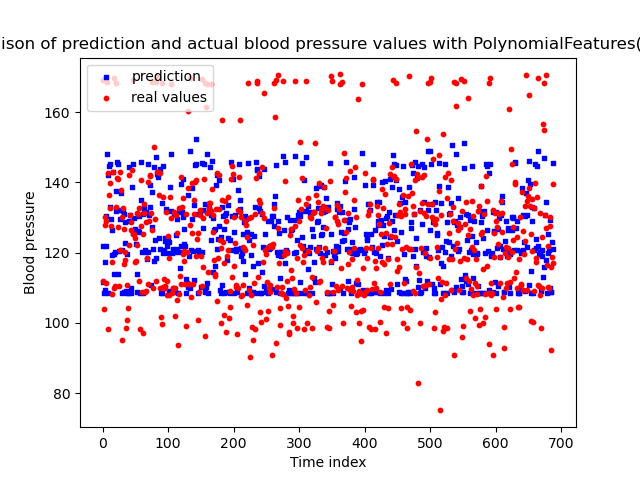 ison of prediction and actual blood pressure values with PolynomialFeatures(
prediction
real values
160
140
120
100
80
Blood pressure
0 100 200 300 400 500 600 700
Time index